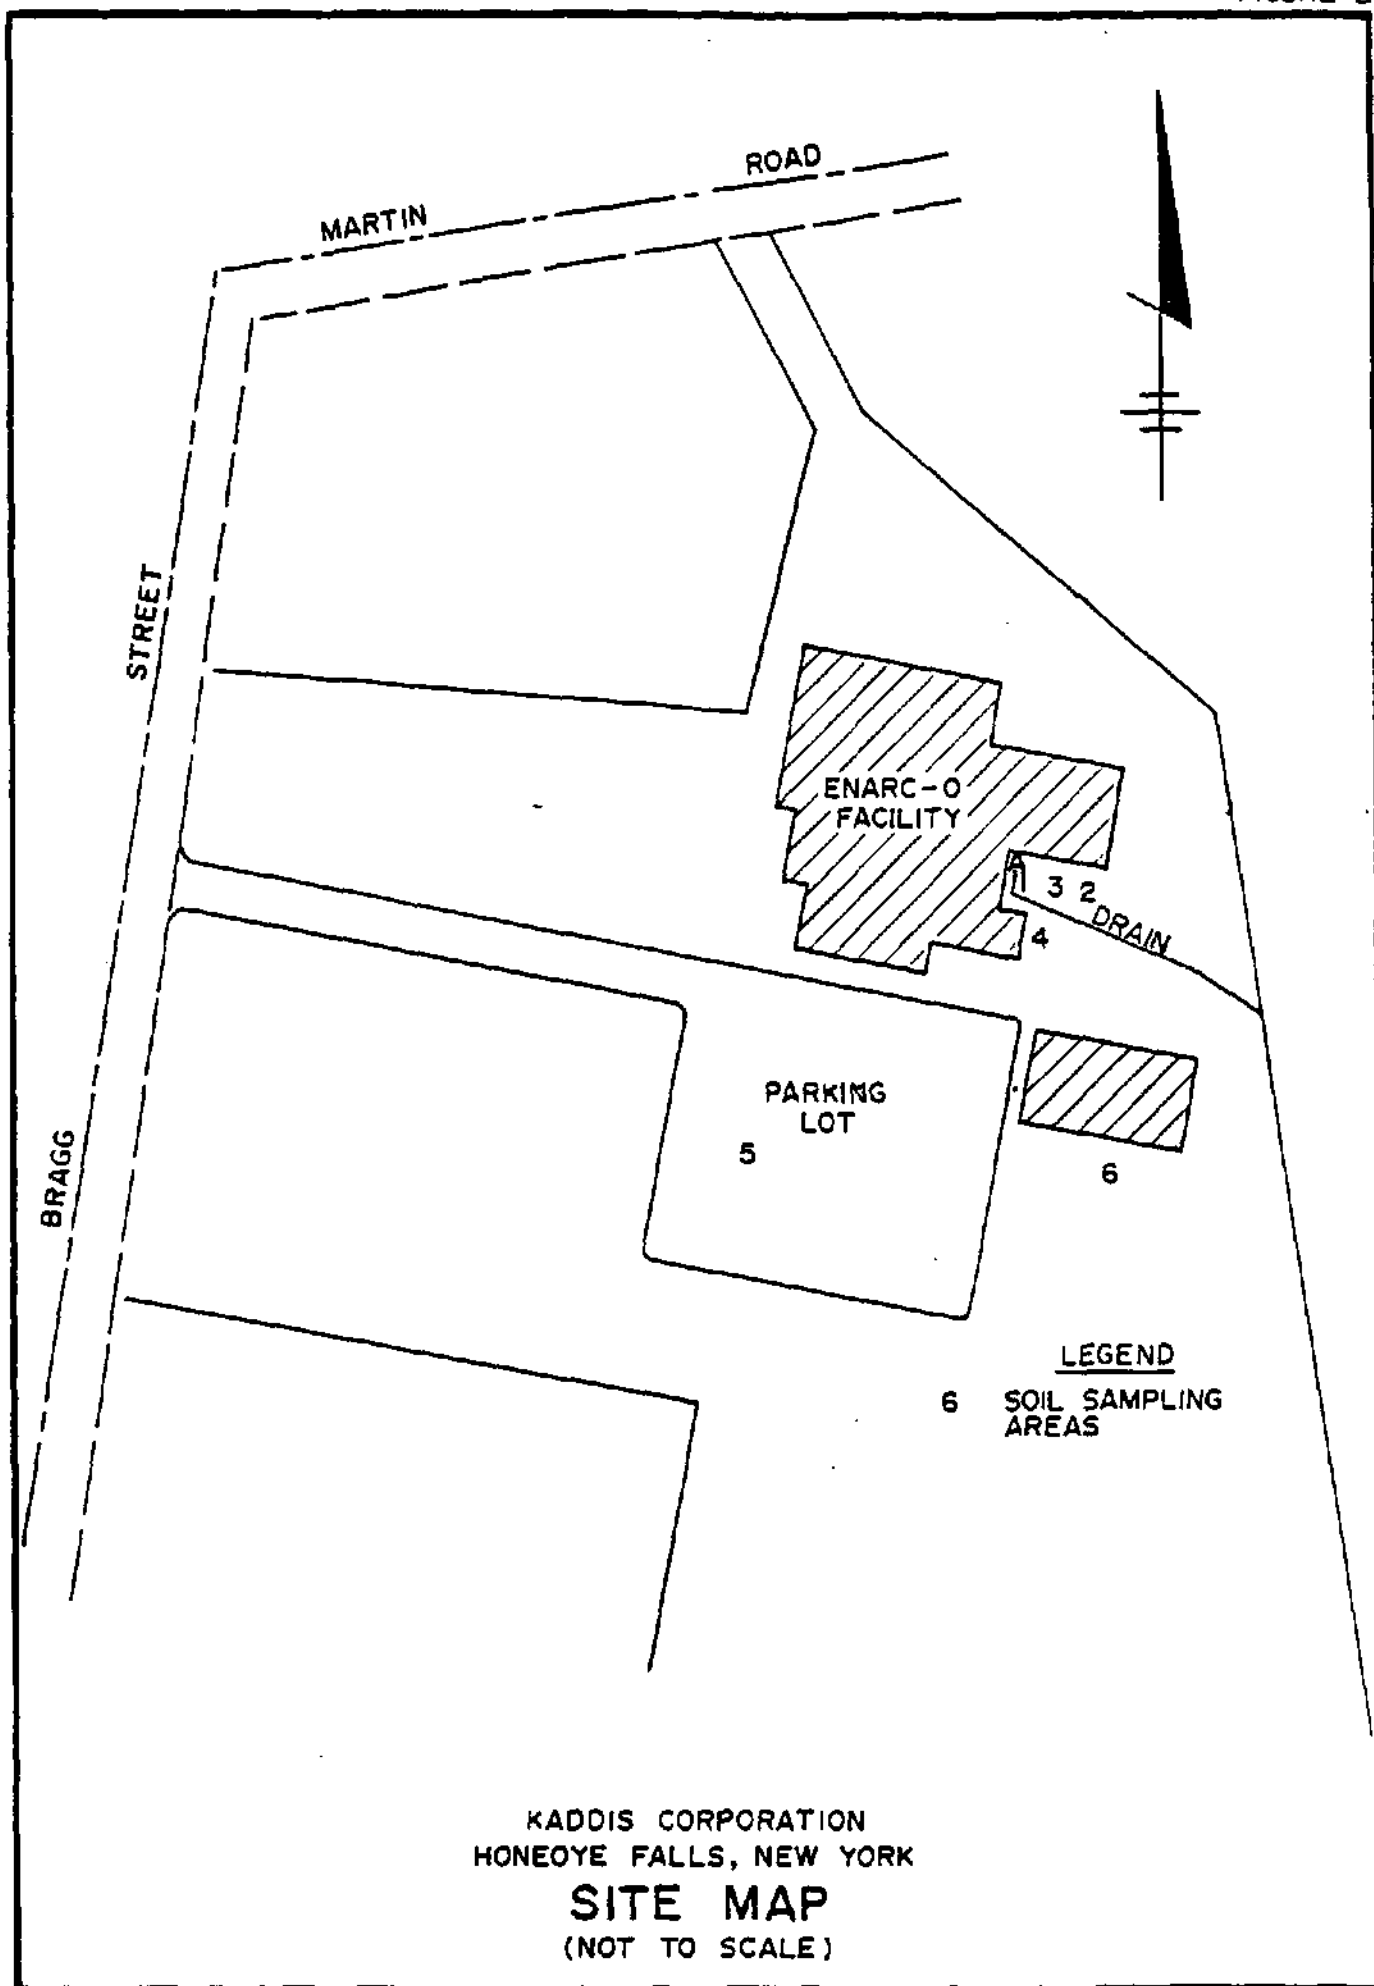 ROAD
MARTIN
STREET
ENARC-O
FACILITY
3 2
DRAIN
4
PARKING
LOT
5
BRAGG
6
LEGEND
6 SOIL SAMPLING
AREAS
KADDIS CORPORATION
HONEOYE FALLS, NEW YORK
SITE MAP
(NOT TO SCALE)